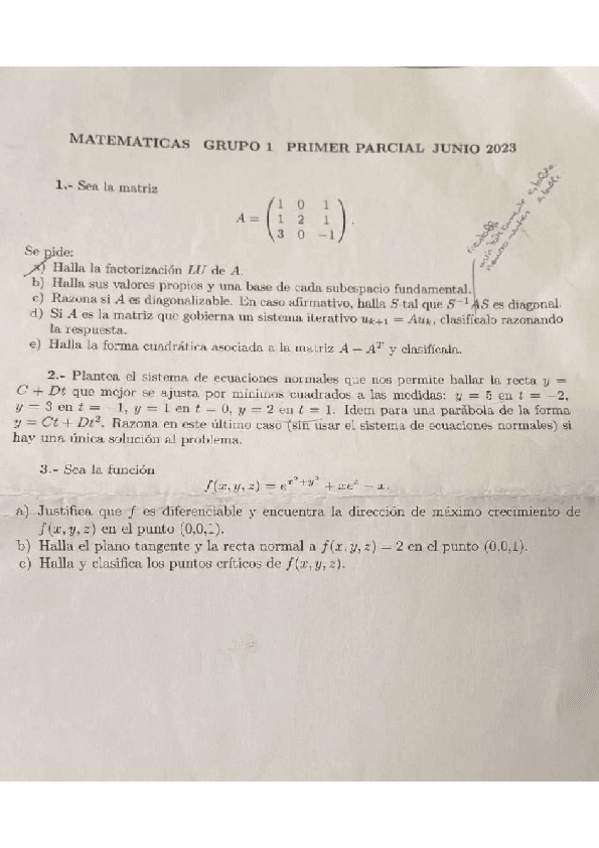 MATEMATICAS GRUPO 1 PRIMER PARCIAL JUNIO 2023
1.- Sea la matriz
A = ( 1 0 1
1 2 1
3 0 -1 ) .
Se pide:
a) Halla la factorización LU de A.
b) Halla sus valores propios y una base de cada subespacio fundamental.
c) Razona si A es diagonalizable. En caso afirmativo, halla S tal que S⁻¹AS es diagonal.
d) Si A es la matriz que gobierna un sistema iterativo uₖ₊₁ = Auₖ, clasifícalo razonando
la respuesta.
e) Halla la forma cuadrática asociada a la matriz A − Aᵀ y clasifícala.
2.- Plantea el sistema de ecuaciones normales que nos permite hallar la recta y =
C + Dt que mejor se ajusta por mínimos cuadrados a las medidas: y = 5 en t = −2,
y = 3 en t = −1, y = 1 en t = 0, y = 2 en t = 1. Idem para una parábola de la forma
y = Ct + Dt². Razona en este último caso (sin usar el sistema de ecuaciones normales) si
hay una única solución al problema.
3.- Sea la función
a) Justifica que f es diferenciable y encuentra la dirección de máximo crecimiento de
f(x, y, z) en el punto (0,0,1).
b) Halla el plano tangente y la recta normal a f(x, y, z) = 2 en el punto (0,0,1).
c) Halla y clasifica los puntos críticos de f(x, y, z).